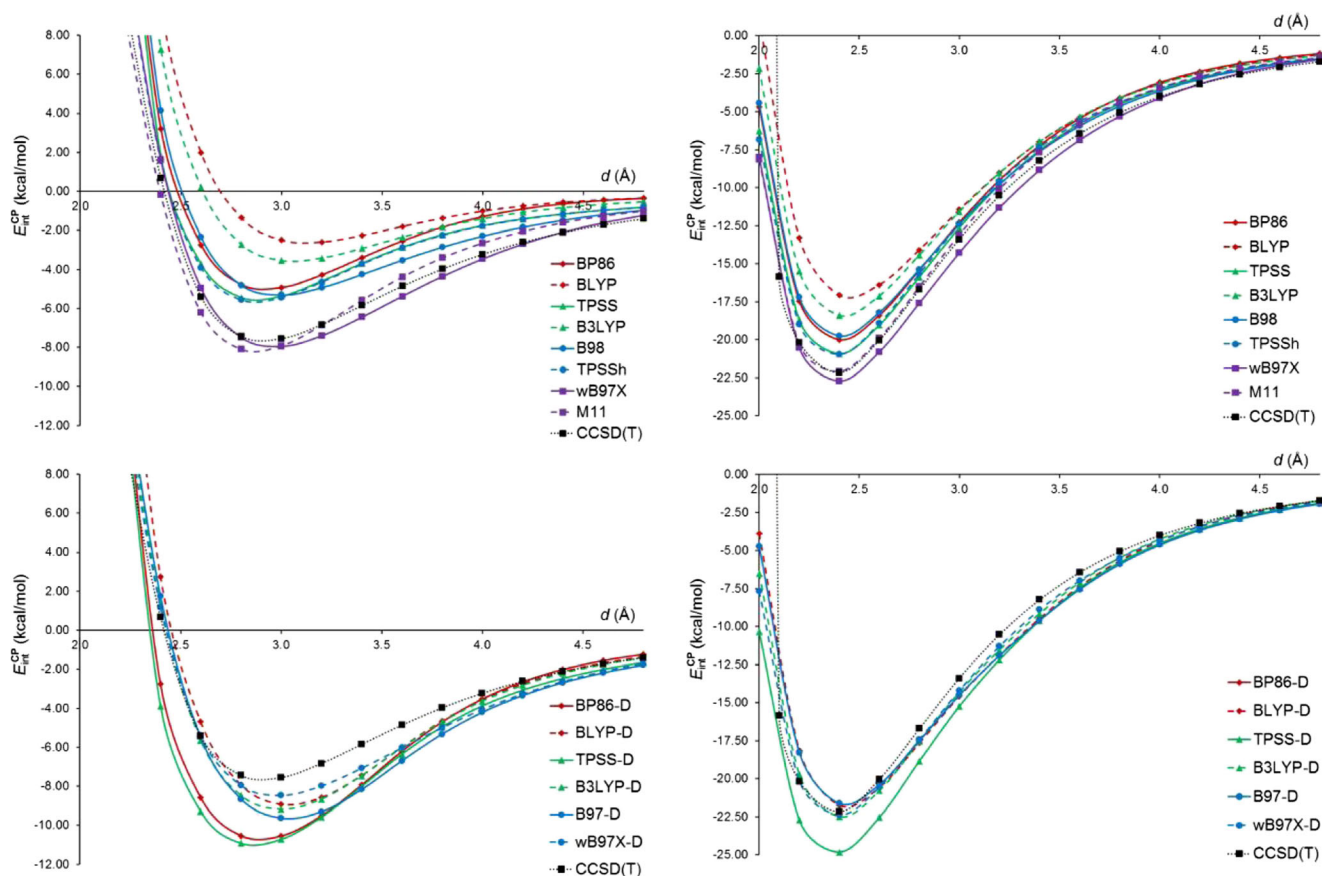 8.00
6.00
4.00
2.00
0.00
-2.00
-4.00
-6.00
-8.00
-10.00
-12.00
2.0
2.5
3.0
3.5
4.0
4.5
d (Å)
E int CP (kcal/mol)
BP86
BLYP
TPSS
B3LYP
B98
TPSSh
wB97X
M11
CCSD(T)
d (Å)
0.00
-2.50
-5.00
-7.50
-10.00
-12.50
-15.00
-17.50
-20.00
-22.50
-25.00
2.0
2.5
3.0
3.5
4.0
4.5
E int CP (kcal/mol)
BP86
BLYP
TPSS
B3LYP
B98
TPSSh
wB97X
M11
CCSD(T)
8.00
6.00
4.00
2.00
0.00
-2.00
-4.00
-6.00
-8.00
-10.00
-12.00
2.0
2.5
3.0
3.5
4.0
4.5
d (Å)
E int CP (kcal/mol)
BP86-D
BLYP-D
TPSS-D
B3LYP-D
B97-D
wB97X-D
CCSD(T)
d (Å)
0.00
-2.50
-5.00
-7.50
-10.00
-12.50
-15.00
-17.50
-20.00
-22.50
-25.00
2.0
2.5
3.0
3.5
4.0
4.5
E int CP (kcal/mol)
BP86-D
BLYP-D
TPSS-D
B3LYP-D
B97-D
wB97X-D
CCSD(T)